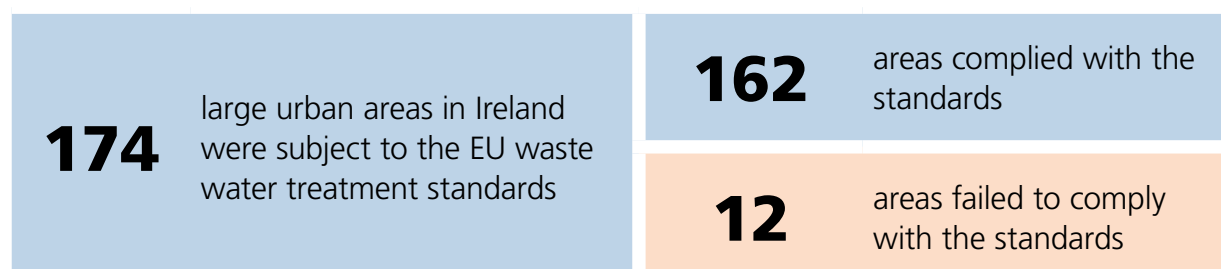 174
large urban areas in Ireland
were subject to the EU waste
water treatment standards
162
areas complied with the
standards
12
areas failed to comply
with the standards